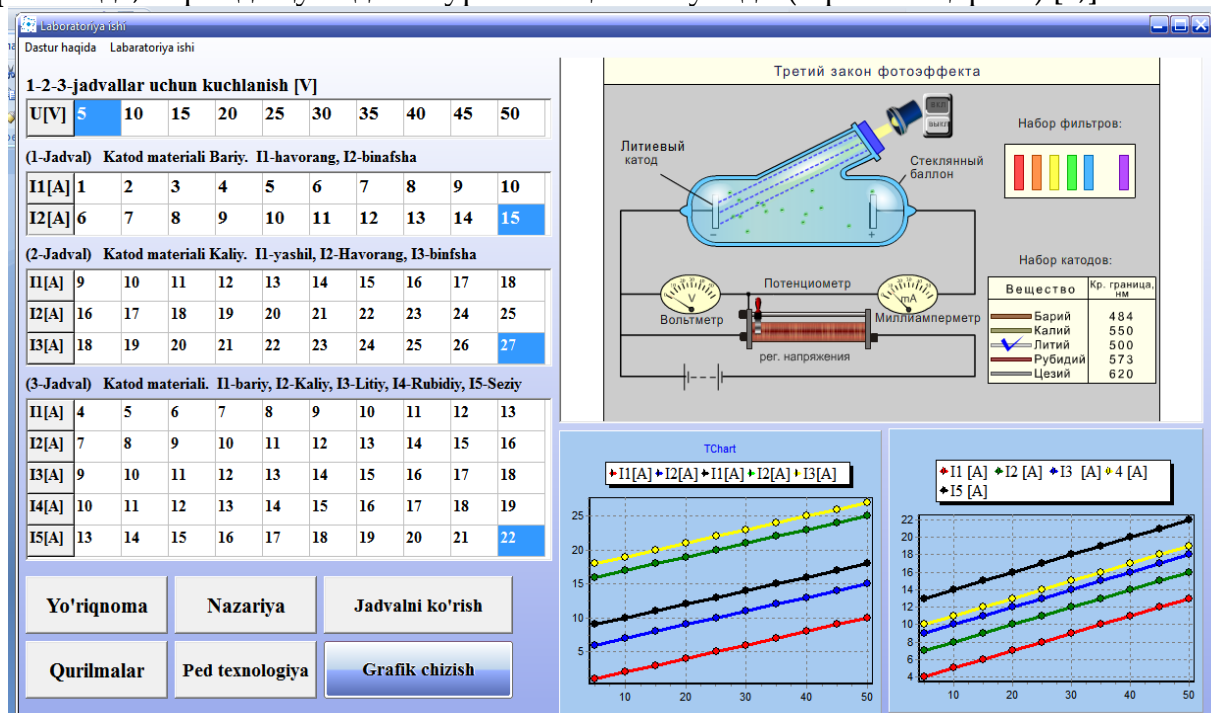 Laboratoriya ishi
Dastur haqida Labaratoriya ishi
1-2-3-jadvallar uchun kuchlanish [V]
U[V] 5 10 15 20 25 30 35 40 45 50
(1-Jadval) Katod materiali Bariy. I1-havorang, I2-binafsha
I1[A] 1 2 3 4 5 6 7 8 9 10
I2[A] 6 7 8 9 10 11 12 13 14 15
(2-Jadval) Katod materiali Kaliy. I1-yashil, I2-Havorang, I3-binfsha
I1[A] 9 10 11 12 13 14 15 16 17 18
I2[A] 16 17 18 19 20 21 22 23 24 25
I3[A] 18 19 20 21 22 23 24 25 26 27
(3-Jadval) Katod materiali. I1-bariy, I2-Kaliy, I3-Litiy, I4-Rubidiy, I5-Seziy
I1[A] 4 5 6 7 8 9 10 11 12 13
I2[A] 7 8 9 10 11 12 13 14 15 16
I3[A] 9 10 11 12 13 14 15 16 17 18
I4[A] 10 11 12 13 14 15 16 17 18 19
I5[A] 13 14 15 16 17 18 19 20 21 22
Yo'riqnoma Nazariya Jadvalni ko'rish
Qurilmalar Ped texnologiya Grafik chizish
Третий закон фотоэффекта
ВКЛ
ВЫКЛ
Набор фильтров:
Литиевый
катод
Стеклянный
баллон
−
+
Потенциометр
V
mA
Вольтметр
Миллиамперметр
рег. напряжения
Набор катодов:
Вещество Кр. граница, нм
Барий 484
Калий 550
Литий 500
Рубидий 573
Цезий 620
TChart
I1[A] I2[A] I1[A] I2[A] I3[A]
25
20
15
10
5
10 20 30 40 50
I1 [A] I2 [A] I3 [A] 4 [A]
I5 [A]
22
20
18
16
14
12
10
8
6
4
10 20 30 40 50